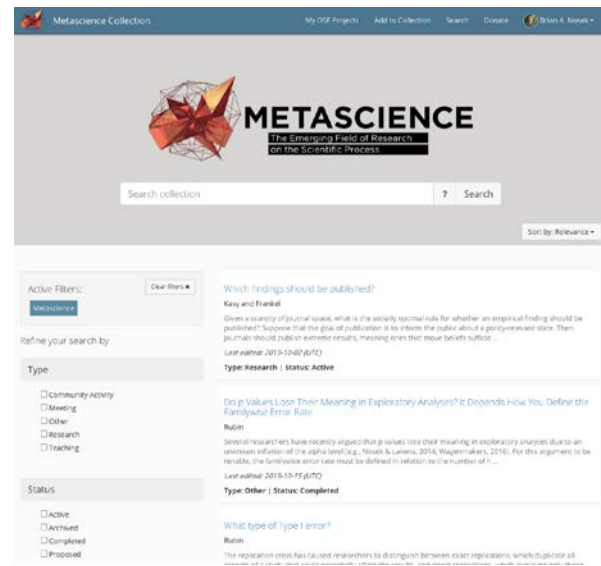 Metascience Collection My OSF Projects Add to Collection Search Donate Brian A. Nosek
METASCIENCE
The Emerging Field of Research
on the Scientific Process.
Search collection ? Search
Sort by: Relevance
Active Filters: Clear filters
Metascience
Refine your search by
Type
Community Activity
Meeting
Other
Research
Teaching
Status
Active
Archived
Completed
Proposed
Which findings should be published?
Kasy and Frankel
Given a scarcity of journal space, what is the socially optimal rule for whether an empirical finding should be
published? Suppose that the goal of publication is to inform the public about a policy-relevant state. Then
journals should publish extreme results, meaning ones that move beliefs sufficie ...
Last edited: 2019-10-02 (UTC)
Type: Research | Status: Active
Do p Values Lose Their Meaning in Exploratory Analyses? It Depends How You Define the
Familywise Error Rate
Rubin
Several researchers have recently argued that p values lose their meaning in exploratory analyses due to an
unknown inflation of the alpha level (e.g., Nosek & Lakens, 2014; Wagenmakers, 2016). For this argument to be
tenable, the familywise error rate must be defined in relation to the number of h ...
Last edited: 2019-10-15 (UTC)
Type: Other | Status: Completed
What type of Type I error?
Rubin
The replication crisis has caused researchers to distinguish between exact replications, which duplicate all